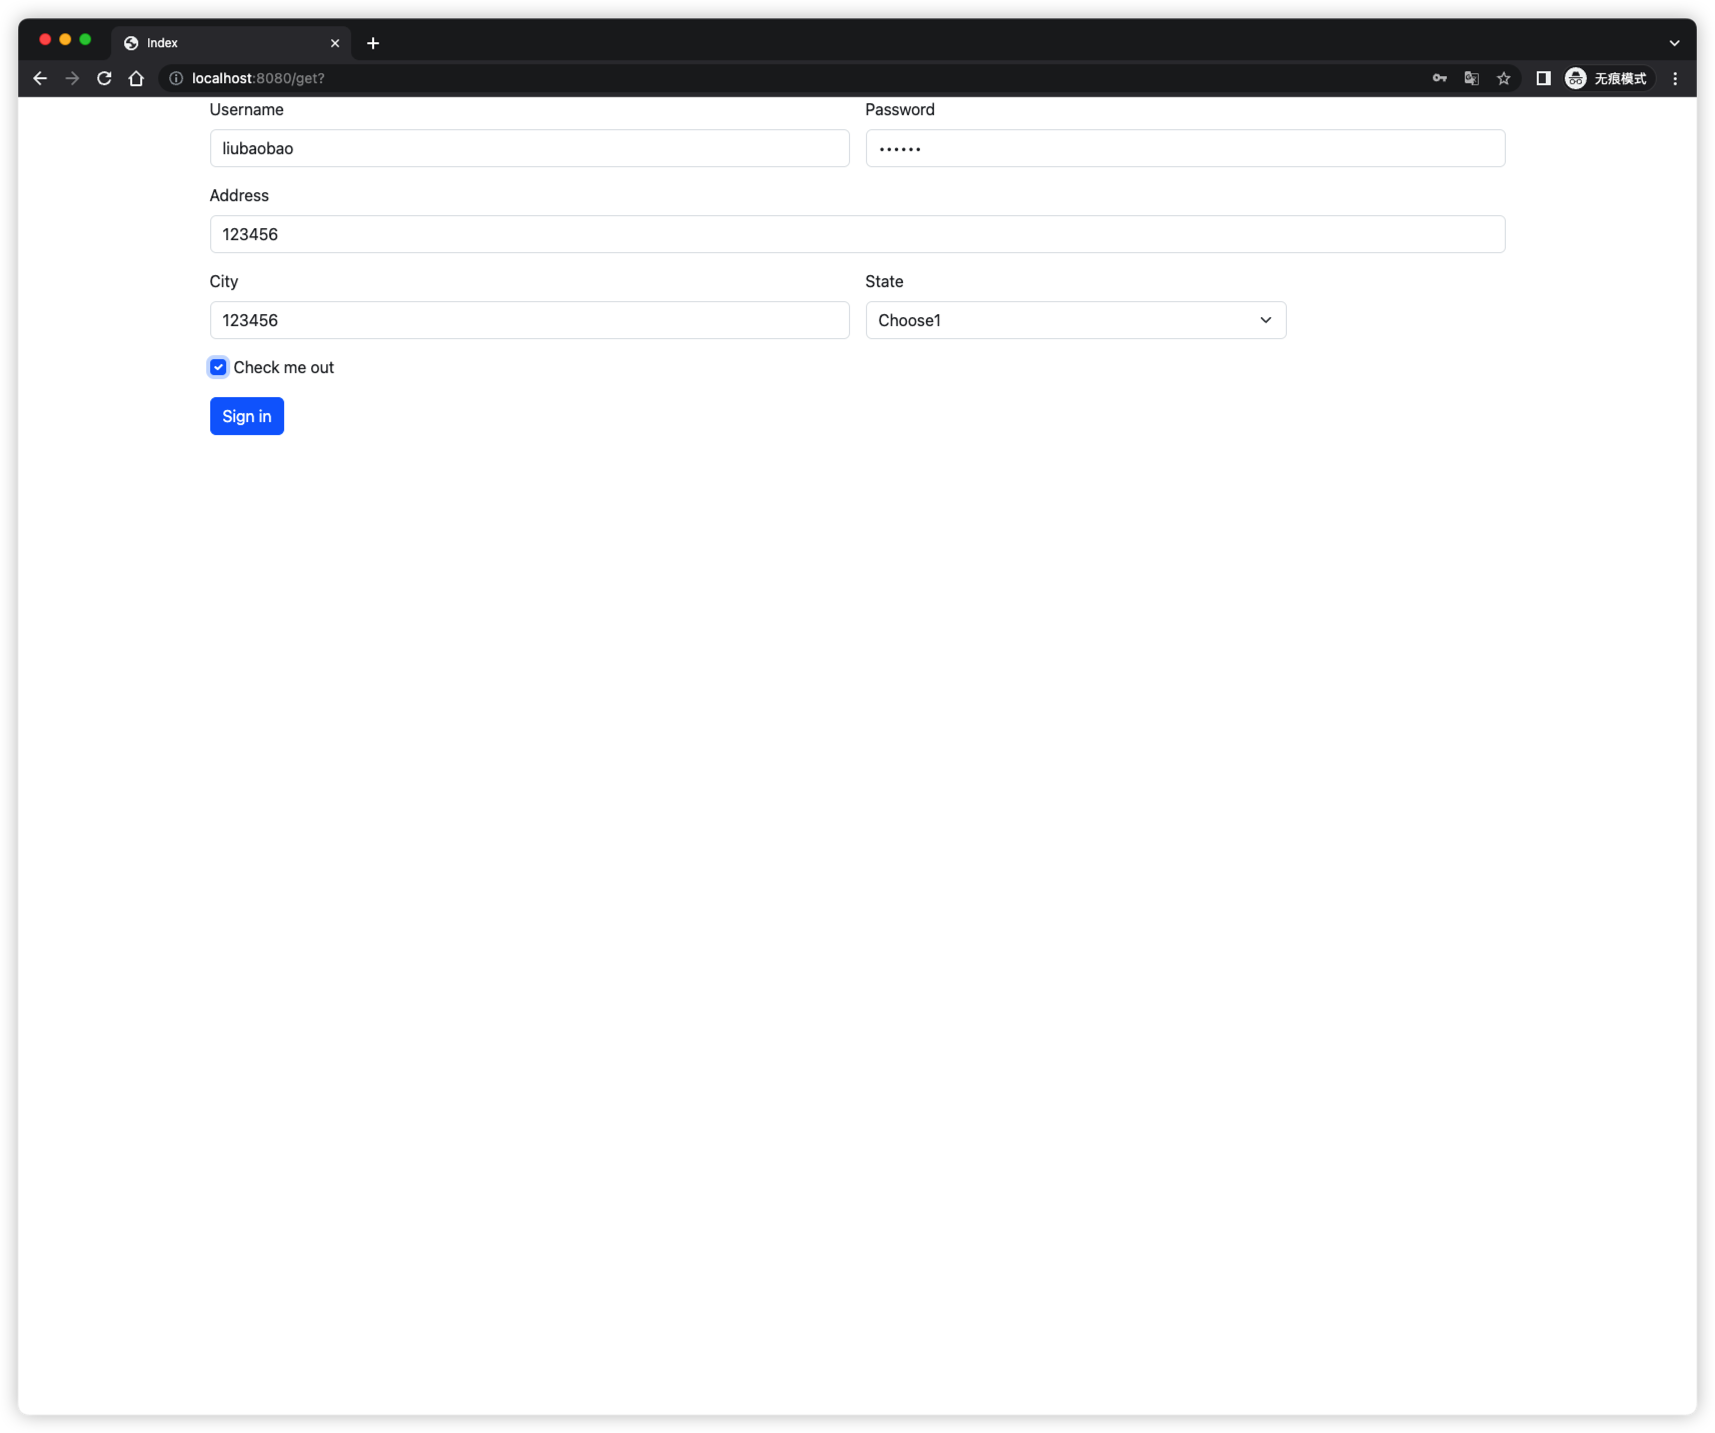 Index
localhost:8080/get?
无痕模式
Username
Password
liubaobao
••••••
Address
123456
City
State
123456
Choose1
Check me out
Sign in